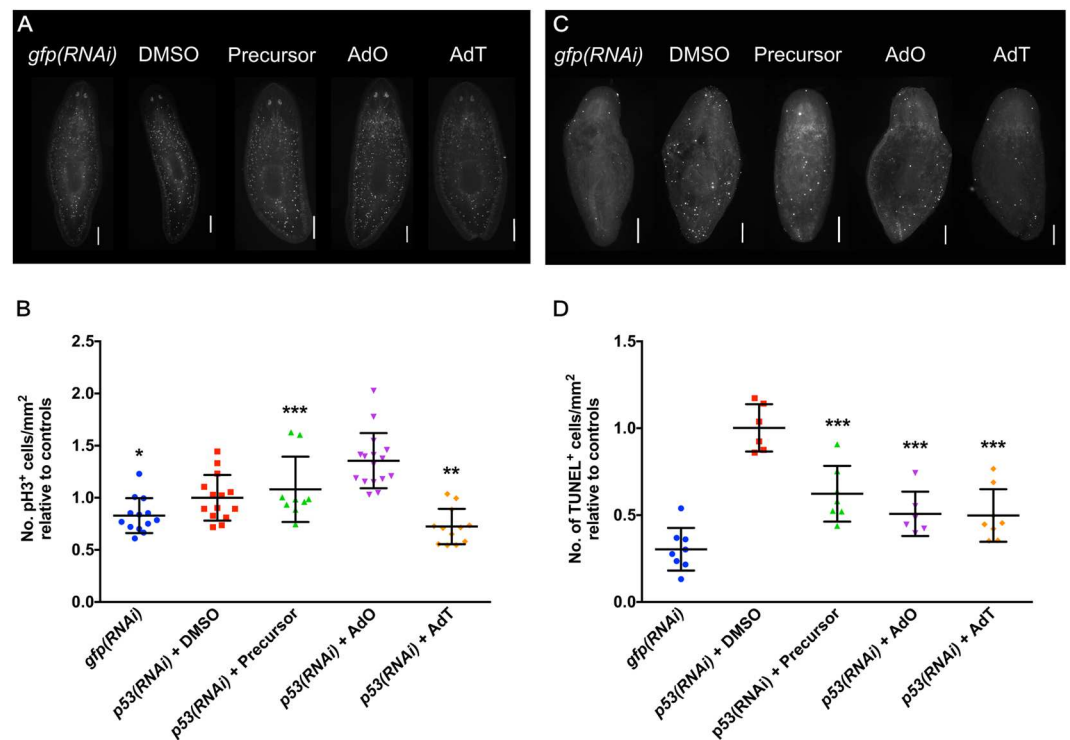 A
gfp(RNAi) DMSO Precursor AdO AdT
C
gfp(RNAi) DMSO Precursor AdO AdT
B
No. pH3+ cells/mm2
relative to controls
2.5
2.0
1.5
1.0
0.5
0.0
*
***
**
gfp(RNAi)
p53(RNAi) + DMSO
p53(RNAi) + Precursor
p53(RNAi) + AdO
p53(RNAi) + AdT
D
No. of TUNEL+ cells/mm2
relative to controls
1.5
1.0
0.5
0.0
***
***
***
gfp(RNAi)
p53(RNAi) + DMSO
p53(RNAi) + Precursor
p53(RNAi) + AdO
p53(RNAi) + AdT